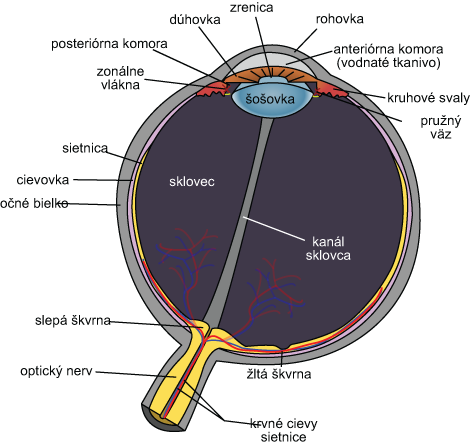 zrenica
dúhovka
rohovka
posteriórna komora
anteriórna komora
(vodnaté tkanivo)
zonálne
vlákna
šošovka
kruhové svaly
pružný
väz
sietnica
cievovka
očné bielko
sklovec
kanál
sklovca
slepá škvrna
optický nerv
žltá škvrna
krvné cievy
sietnice